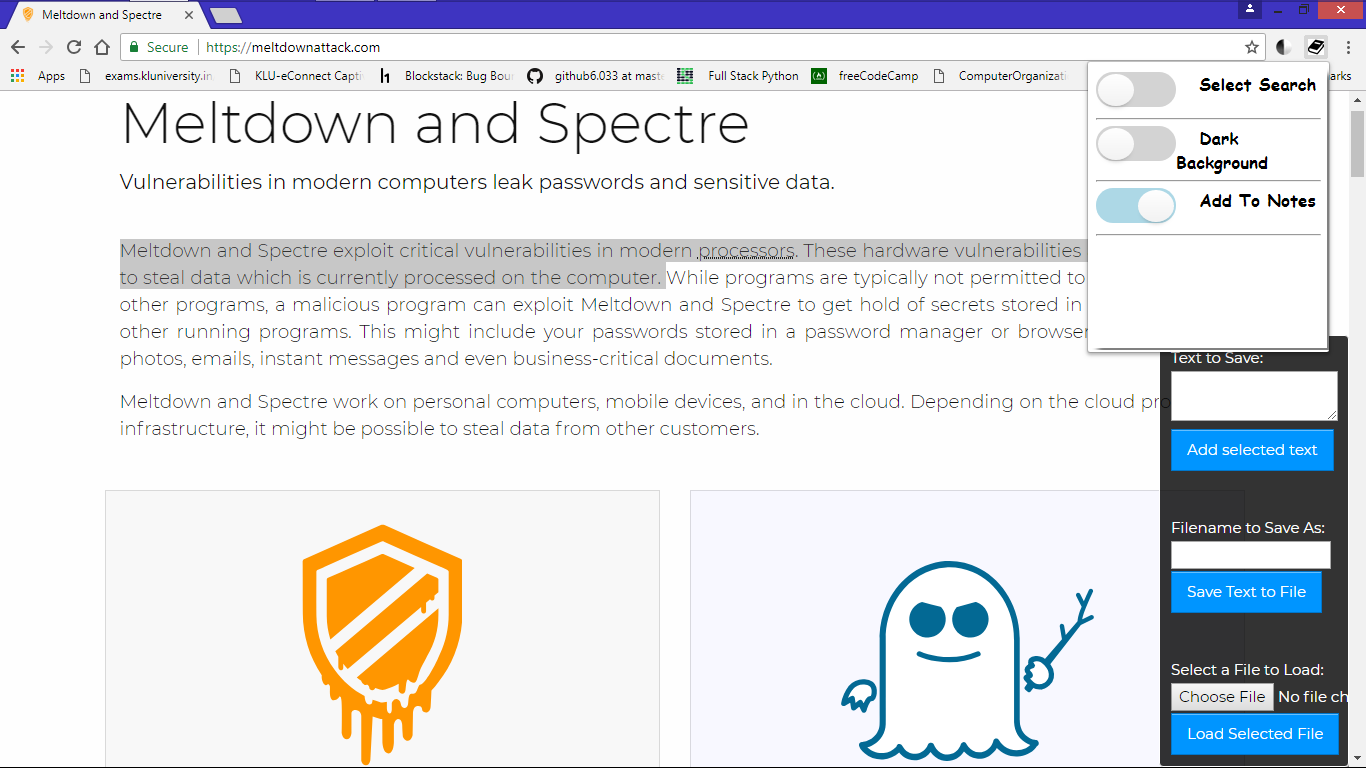 Meltdown and Spectre
Secure https://meltdownattack.com
Apps exams.kluniversity.in KLU-eConnect Capti Blockstack: Bug Boun github6.033 at maste Full Stack Python freeCodeCamp ComputerOrganizati arks
Select Search
Dark
Background
Add To Notes
Meltdown and Spectre
Vulnerabilities in modern computers leak passwords and sensitive data.
Meltdown and Spectre exploit critical vulnerabilities in modern processors. These hardware vulnerabilities
to steal data which is currently processed on the computer. While programs are typically not permitted to
other programs, a malicious program can exploit Meltdown and Spectre to get hold of secrets stored in
other running programs. This might include your passwords stored in a password manager or browser
photos, emails, instant messages and even business-critical documents.
Meltdown and Spectre work on personal computers, mobile devices, and in the cloud. Depending on the cloud pro
infrastructure, it might be possible to steal data from other customers.
Text to Save:
Add selected text
Filename to Save As:
Save Text to File
Select a File to Load:
Choose File No file ch
Load Selected File